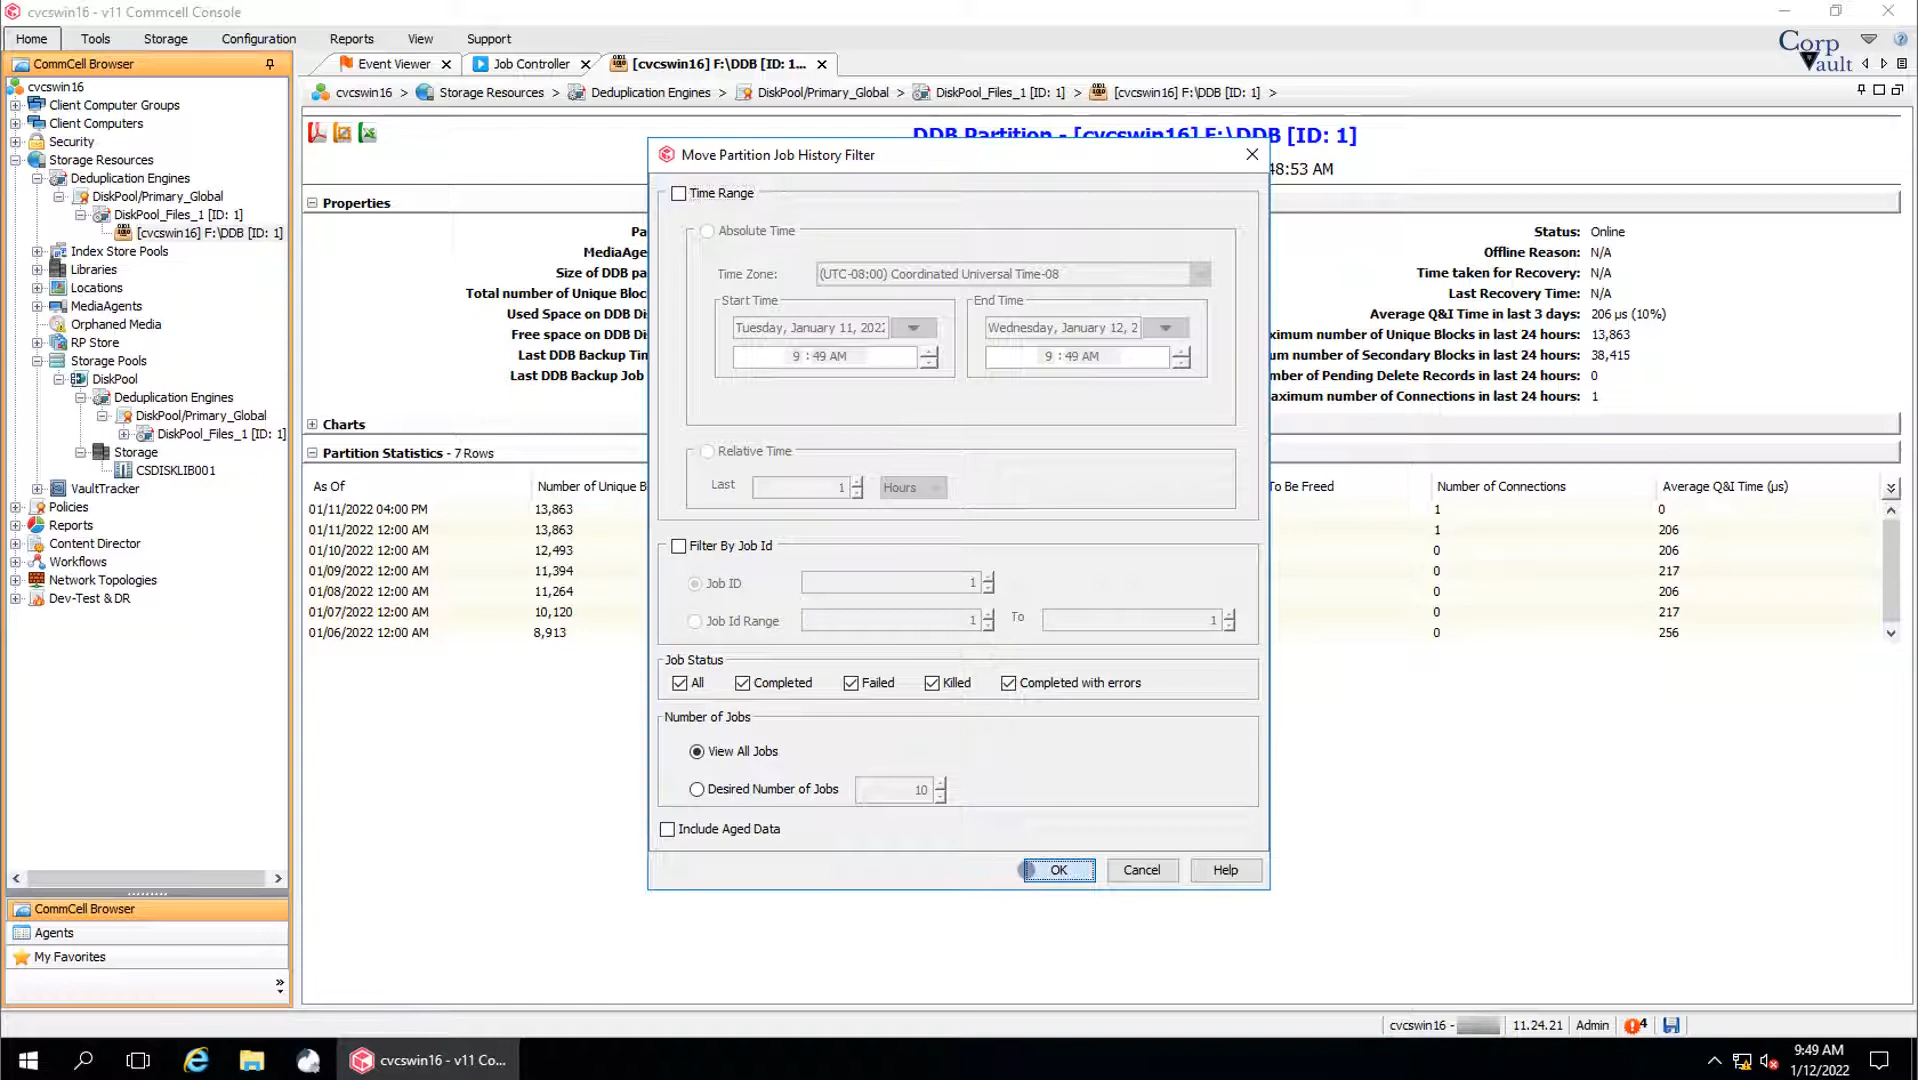 cvcswin16 - v11 Commcell Console
Home Tools Storage Configuration Reports View Support
Corp Vault
CommCell Browser
Event Viewer
Job Controller
[cvcswin16] F:\DDB [ID: 1...
cvcswin16 > Storage Resources > Deduplication Engines > DiskPool/Primary_Global > DiskPool_Files_1 [ID: 1] > [cvcswin16] F:\DDB [ID: 1] >
cvcswin16
Client Computer Groups
Client Computers
Security
Storage Resources
Deduplication Engines
DiskPool/Primary_Global
DiskPool_Files_1 [ID: 1]
[cvcswin16] F:\DDB [ID: 1]
Index Store Pools
Libraries
Locations
MediaAgents
Orphaned Media
RP Store
Storage Pools
DiskPool
Deduplication Engines
DiskPool/Primary_Global
DiskPool_Files_1 [ID: 1]
Storage
CSDISKLIB001
VaultTracker
Policies
Reports
Content Director
Workflows
Network Topologies
Dev-Test & DR
CommCell Browser
Agents
My Favorites
DDB Partition - [cvcswin16] F:\DDB [ID: 1]
48:53 AM
Properties
Pa
MediaAge
Size of DDB pa
Total number of Unique Bloc
Used Space on DDB Di
Free space on DDB Di
Last DDB Backup Tim
Last DDB Backup Job
Status: Online
Offline Reason: N/A
Time taken for Recovery: N/A
Last Recovery Time: N/A
Average Q&I Time in last 3 days: 206 µs (10%)
ximum number of Unique Blocks in last 24 hours: 13,863
um number of Secondary Blocks in last 24 hours: 38,415
mber of Pending Delete Records in last 24 hours: 0
aximum number of Connections in last 24 hours: 1
Charts
Partition Statistics - 7 Rows
As Of Number of Unique B To Be Freed Number of Connections Average Q&I Time (µs)
01/11/2022 04:00 PM 13,863 1 0
01/11/2022 12:00 AM 13,863 1 206
01/10/2022 12:00 AM 12,493 0 206
01/09/2022 12:00 AM 11,394 0 217
01/08/2022 12:00 AM 11,264 0 206
01/07/2022 12:00 AM 10,120 0 217
01/06/2022 12:00 AM 8,913 0 256
Move Partition Job History Filter
Time Range
Absolute Time
Time Zone: (UTC-08:00) Coordinated Universal Time-08
Start Time End Time
Tuesday, January 11, 2022 Wednesday, January 12, 2
9 : 49 AM 9 : 49 AM
Relative Time
Last 1 Hours
Filter By Job Id
Job ID 1
Job Id Range 1 To 1
Job Status
All Completed Failed Killed Completed with errors
Number of Jobs
View All Jobs
Desired Number of Jobs 10
Include Aged Data
OK Cancel Help
cvcswin16 - 11.24.21 Admin 4
cvcswin16 - v11 Co...
9:49 AM
1/12/2022